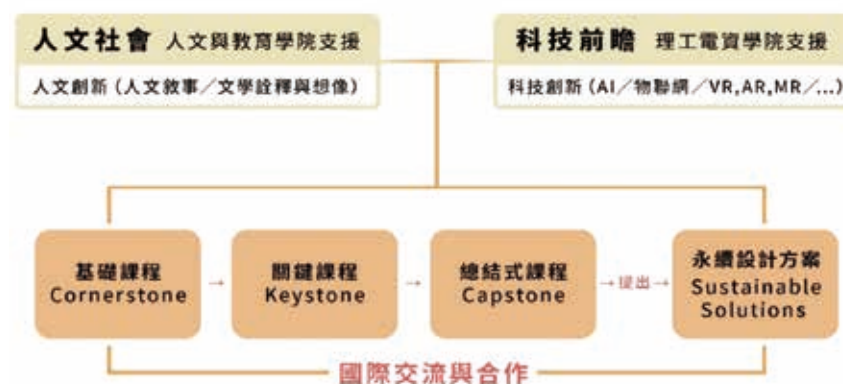 人文社會 人文與教育學院支援
人文創新(人文敘事／文學詮釋與想像)
科技前瞻 理工電資學院支援
科技創新(AI／物聯網／VR,AR,MR／...)
基礎課程
Cornerstone
→
關鍵課程
Keystone
→
總結式課程
Capstone
→提出→
永續設計方案
Sustainable
Solutions
國際交流與合作